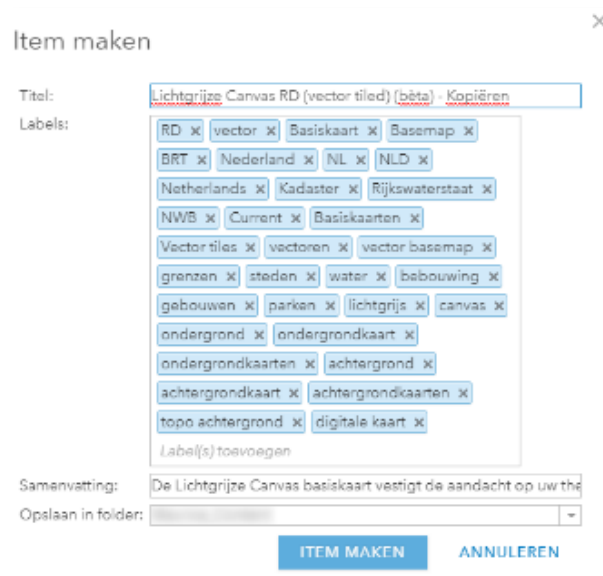 ×
Item maken
Titel: Lichtgrijze Canvas RD (vector tiled) (bèta) - Kopiëren
Labels: RD × vector × Basiskaart × Basemap ×
BRT × Nederland × NL × NLD ×
Netherlands × Kadaster × Rijkswaterstaat ×
NWB × Current × Basiskaarten ×
Vector tiles × vectoren × vector basemap ×
grenzen × steden × water × bebouwing ×
gebouwen × parken × lichtgrijs × canvas ×
ondergrond × ondergrondkaart ×
ondergrondkaarten × achtergrond ×
achtergrondkaart × achtergrondkaarten ×
topo achtergrond × digitale kaart ×
Label(s) toevoegen
Samenvatting: De Lichtgrijze Canvas basiskaart vestigt de aandacht op uw the
Opslaan in folder:
ITEM MAKEN ANNULEREN